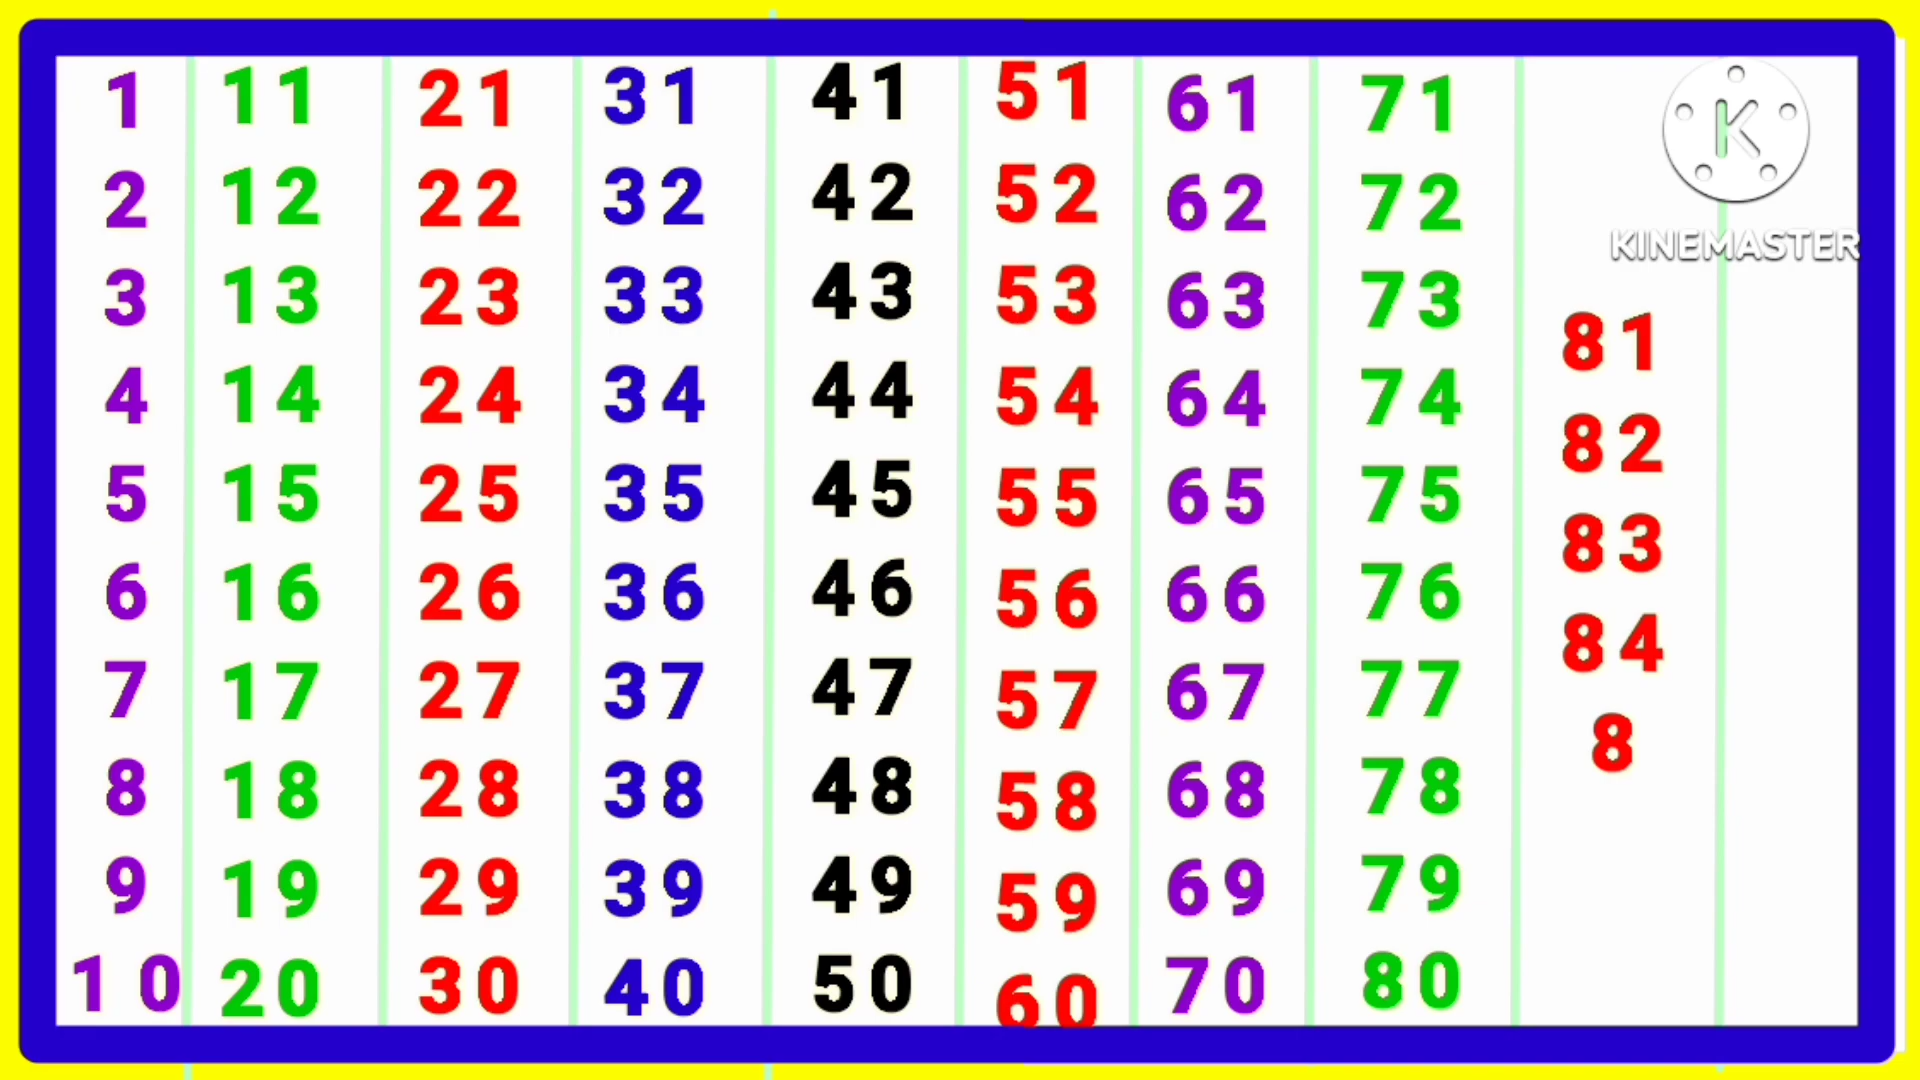 1 11 21 31 41 51 61 71
2 12 22 32 42 52 62 72
3 13 23 33 43 53 63 73
4 14 24 34 44 54 64 74
5 15 25 35 45 55 65 75
6 16 26 36 46 56 66 76
7 17 27 37 47 57 67 77
8 18 28 38 48 58 68 78
9 19 29 39 49 59 69 79
10 20 30 40 50 60 70 80
81
82
83
84
8
K
KINEMASTER